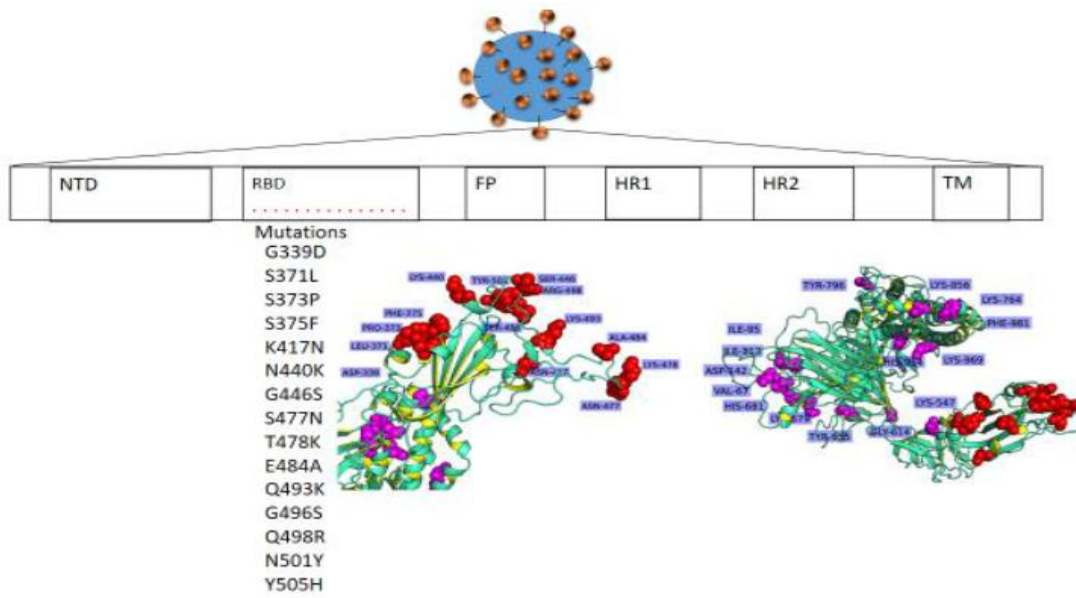 NTD
RBD
FP
HR1
HR2
TM
Mutations
G339D
S371L
S373P
S375F
K417N
N440K
G446S
S477N
T478K
E484A
Q493K
G496S
Q498R
N501Y
Y505H
LYS-440
TYR-501
SER-446
ARG-498
PHE-375
LYS-493
PRO-373
LEU-371
ALA-484
ASP-339
LYS-478
ASN-477
TYR-796
LYS-856
LYS-764
PHE-981
ILE-95
LYS-969
ASP-142
VAL-67
HIS-681
LYS-547
GLY-614